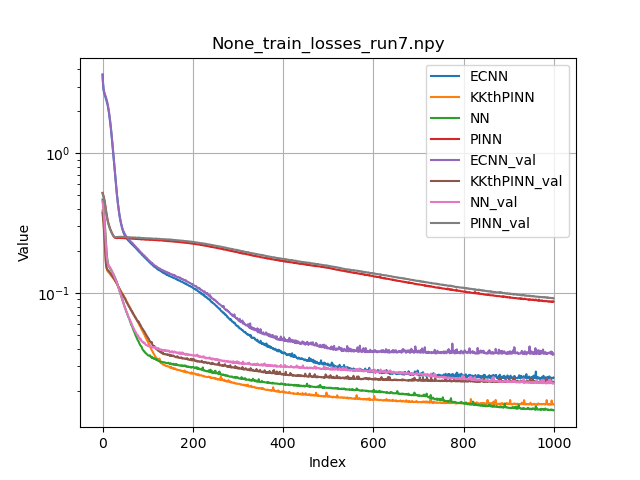 None_train_losses_run7.npy
ECNN
KKthPINN
NN
PINN
ECNN_val
KKthPINN_val
NN_val
PINN_val
Value
10⁰
10⁻¹
0
200
400
600
800
1000
Index